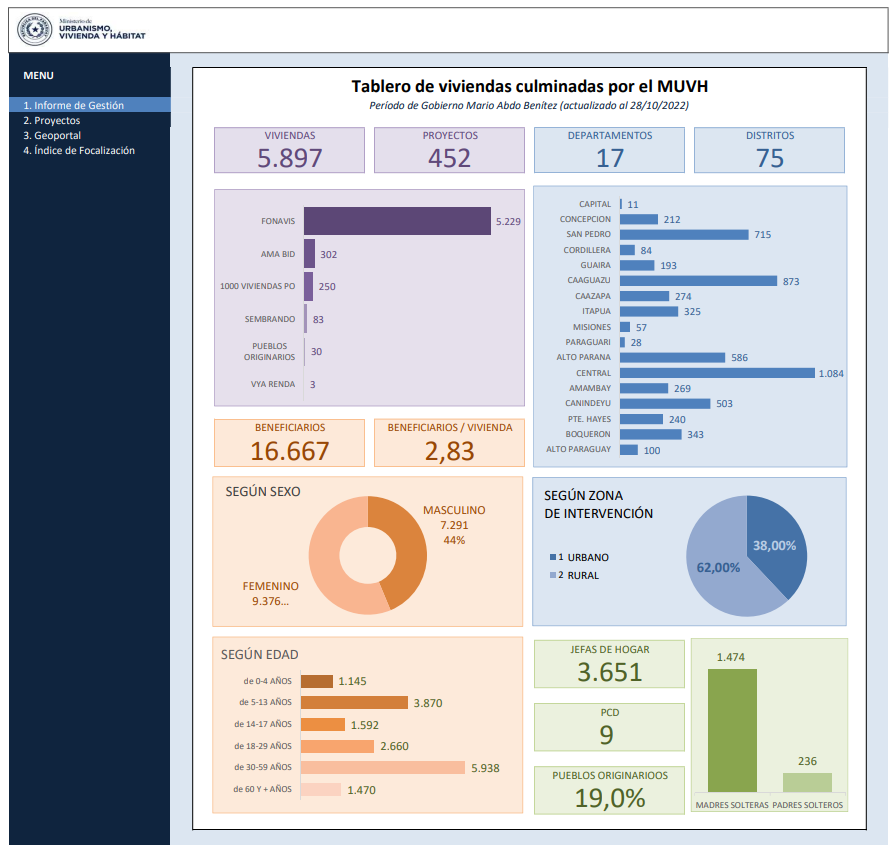 Ministerio de
URBANISMO,
VIVIENDA Y HÁBITAT
MENU
1. Informe de Gestión
2. Proyectos
3. Geoportal
4. Índice de Focalización
Tablero de viviendas culminadas por el MUVH
Período de Gobierno Mario Abdo Benítez (actualizado al 28/10/2022)
VIVIENDAS
5.897
PROYECTOS
452
DEPARTAMENTOS
17
DISTRITOS
75
FONAVIS 5.229
AMA BID 302
1000 VIVIENDAS PO 250
SEMBRANDO 83
PUEBLOS
ORIGINARIOS 30
VYA RENDA 3
CAPITAL 11
CONCEPCION 212
SAN PEDRO 715
CORDILLERA 84
GUAIRA 193
CAAGUAZU 873
CAAZAPA 274
ITAPUA 325
MISIONES 57
PARAGUARI 28
ALTO PARANA 586
CENTRAL 1.084
AMAMBAY 269
CANINDEYU 503
PTE. HAYES 240
BOQUERON 343
ALTO PARAGUAY 100
BENEFICIARIOS
16.667
BENEFICIARIOS / VIVIENDA
2,83
SEGÚN SEXO
MASCULINO
7.291
44%
FEMENINO
9.376...
SEGÚN ZONA
DE INTERVENCIÓN
1 URBANO
2 RURAL
38,00%
62,00%
SEGÚN EDAD
de 0-4 AÑOS 1.145
de 5-13 AÑOS 3.870
de 14-17 AÑOS 1.592
de 18-29 AÑOS 2.660
de 30-59 AÑOS 5.938
de 60 Y + AÑOS 1.470
JEFAS DE HOGAR
3.651
PCD
9
PUEBLOS ORIGINARIOOS
19,0%
1.474
236
MADRES SOLTERAS PADRES SOLTEROS